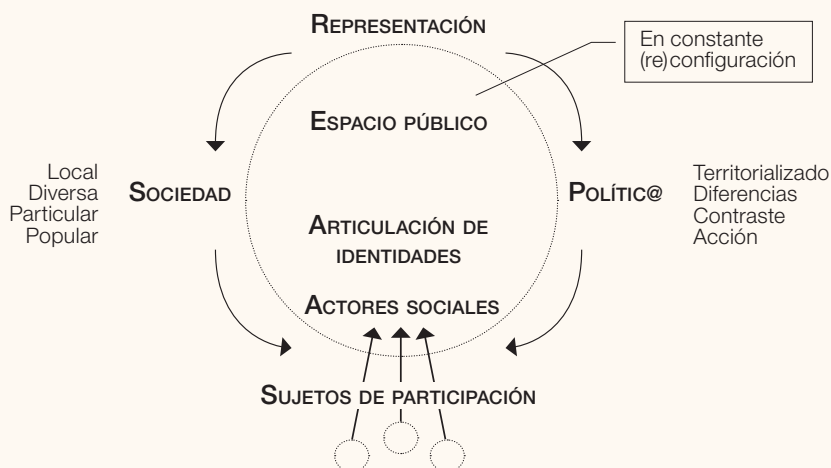 REPRESENTACIÓN
En constante
(re)configuración
ESPACIO PÚBLICO
Local
Diversa
Particular
Popular
SOCIEDAD
POLÍTIC@
Territorializado
Diferencias
Contraste
Acción
ARTICULACIÓN DE
IDENTIDADES
ACTORES SOCIALES
SUJETOS DE PARTICIPACIÓN